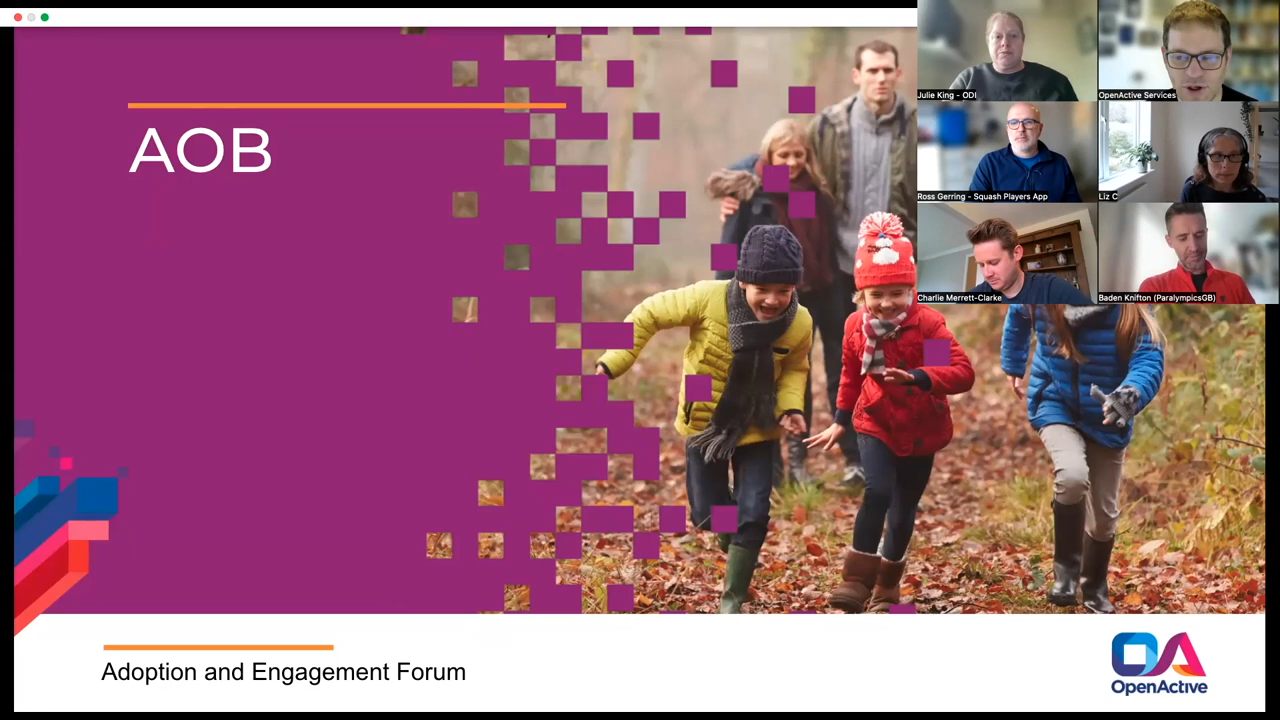 AOB
Adoption and Engagement Forum
OpenActive
Julie King - ODI
OpenActive Services
Ross Gerring - Squash Players App
Liz C
Charlie Merrett-Clarke
Baden Knifton (ParalympicsGB)